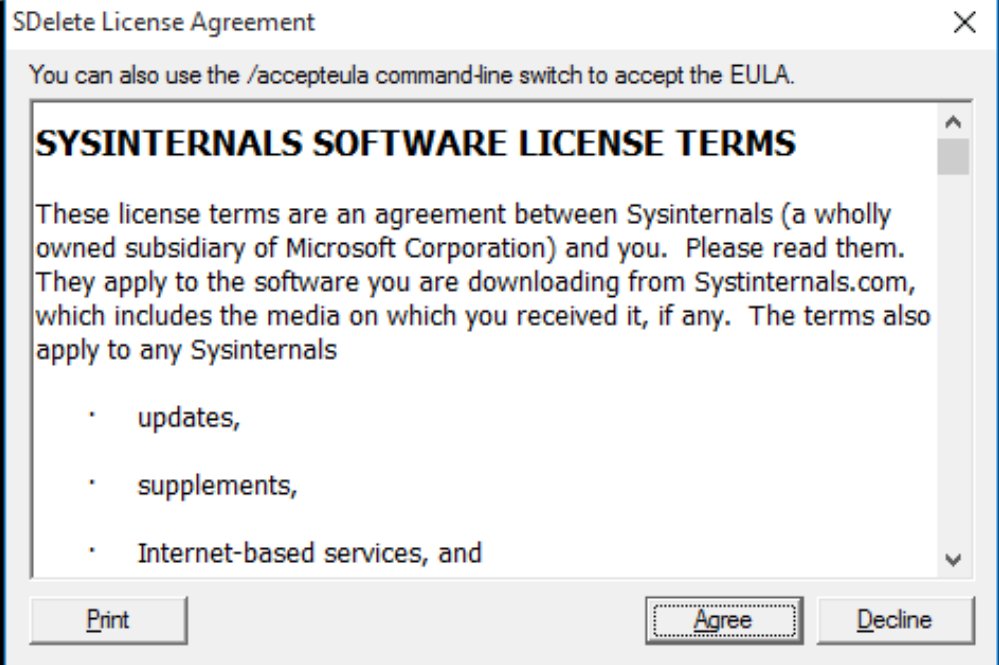 SDelete License Agreement
You can also use the /accepteula command-line switch to accept the EULA.
SYSINTERNALS SOFTWARE LICENSE TERMS
These license terms are an agreement between Sysinternals (a wholly
owned subsidiary of Microsoft Corporation) and you.  Please read them.
They apply to the software you are downloading from Systinternals.com,
which includes the media on which you received it, if any.  The terms also
apply to any Sysinternals
· updates,
· supplements,
· Internet-based services, and
Print Agree Decline